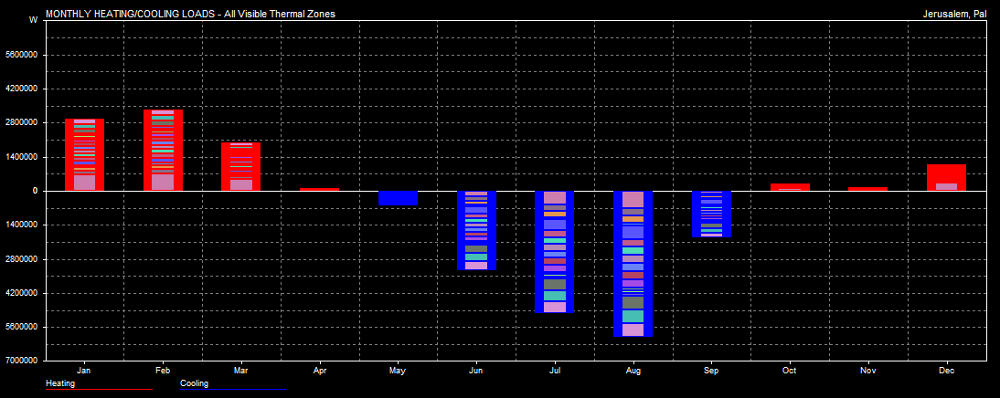 MONTHLY HEATING/COOLING LOADS - All Visible Thermal Zones Jerusalem, Pal
W
5600000
4200000
2800000
1400000
0
1400000
2800000
4200000
5600000
7000000
Jan Feb Mar Apr May Jun Jul Aug Sep Oct Nov Dec
Heating Cooling